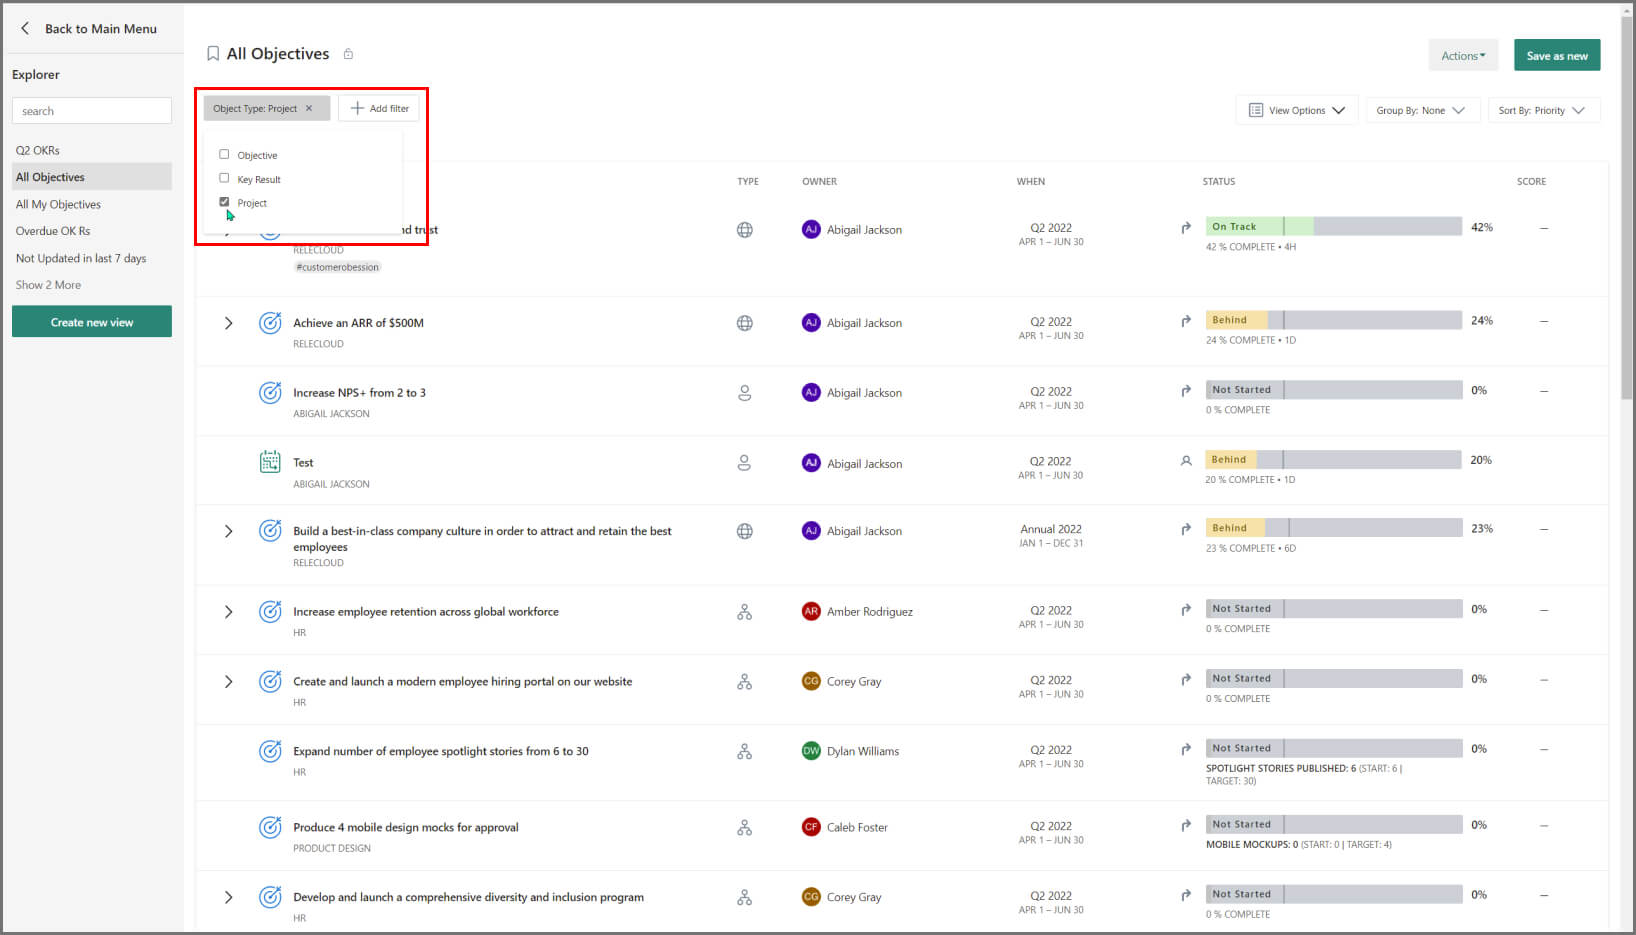 Back to Main Menu
Explorer
search
Q2 OKRs
All Objectives
All My Objectives
Overdue OK Rs
Not Updated in last 7 days
Show 2 More
Create new view
All Objectives
Actions
Save as new
Object Type: Project ×
Add filter
View Options
Group By: None
Sort By: Priority
Objective
Key Result
Project
TYPE OWNER WHEN STATUS SCORE
nd trust
RELECLOUD
#customerobession
AJ Abigail Jackson
Q2 2022
APR 1 – JUN 30
On Track 42% –
42 % COMPLETE • 4H
Achieve an ARR of $500M
RELECLOUD
AJ Abigail Jackson
Q2 2022
APR 1 – JUN 30
Behind 24% –
24 % COMPLETE • 1D
Increase NPS+ from 2 to 3
ABIGAIL JACKSON
AJ Abigail Jackson
Q2 2022
APR 1 – JUN 30
Not Started 0% –
0 % COMPLETE
Test
ABIGAIL JACKSON
AJ Abigail Jackson
Q2 2022
APR 1 – JUN 30
Behind 20%
20 % COMPLETE • 1D
Build a best-in-class company culture in order to attract and retain the best
employees
RELECLOUD
AJ Abigail Jackson
Annual 2022
JAN 1 – DEC 31
Behind 23% –
23 % COMPLETE • 6D
Increase employee retention across global workforce
HR
AR Amber Rodriguez
Q2 2022
APR 1 – JUN 30
Not Started 0% –
0 % COMPLETE
Create and launch a modern employee hiring portal on our website
HR
CG Corey Gray
Q2 2022
APR 1 – JUN 30
Not Started 0% –
0 % COMPLETE
Expand number of employee spotlight stories from 6 to 30
HR
DW Dylan Williams
Q2 2022
APR 1 – JUN 30
Not Started 0% –
SPOTLIGHT STORIES PUBLISHED: 6 (START: 6 |
TARGET: 30)
Produce 4 mobile design mocks for approval
PRODUCT DESIGN
CF Caleb Foster
Q2 2022
APR 1 – JUN 30
Not Started 0% –
MOBILE MOCKUPS: 0 (START: 0 | TARGET: 4)
Develop and launch a comprehensive diversity and inclusion program
HR
CG Corey Gray
Q2 2022
APR 1 – JUN 30
Not Started 0% –
0 % COMPLETE